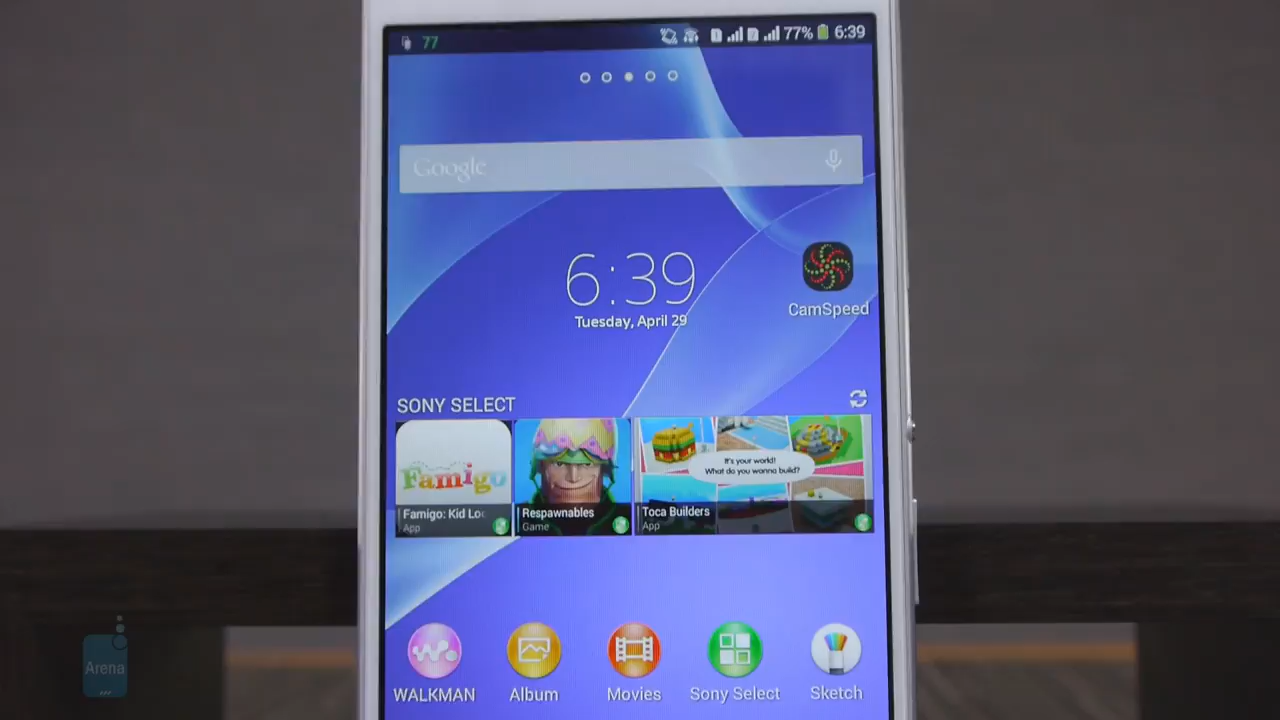 77
77% 6:39
Google
6:39
Tuesday, April 29
CamSpeed
SONY SELECT
Famigo
It's your world!
What do you wanna build?
Famigo: Kid Lo
App
Respawnables
Game
Toca Builders
App
WALKMAN
Album
Movies
Sony Select
Sketch
Arena